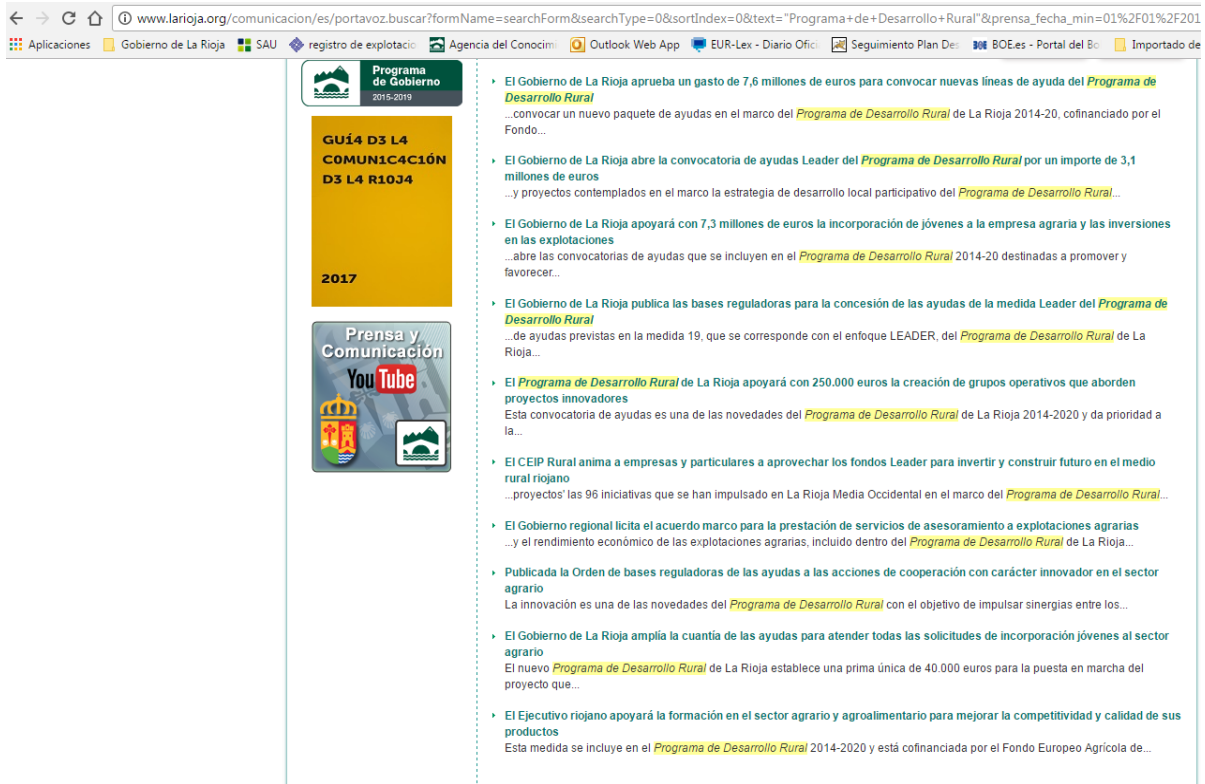 www.larioja.org/comunicacion/es/portavoz.buscar?formName=searchForm&searchType=0&sortIndex=0&text="Programa+de+Desarrollo+Rural"&prensa_fecha_min=01%2F01%2F201
Aplicaciones Gobierno de La Rioja SAU registro de explotacio Agencia del Conocimi Outlook Web App EUR-Lex - Diario Ofici Seguimiento Plan De BOE.es - Portal del Bo Importado de
Programa
de Gobierno
2015-2019
GUÍ4 D3 L4
C0MUN1C4C1ÓN
D3 L4 R10J4
2017
Prensa y
Comunicación
YouTube
El Gobierno de La Rioja aprueba un gasto de 7,6 millones de euros para convocar nuevas líneas de ayuda del Programa de
Desarrollo Rural
...convocar un nuevo paquete de ayudas en el marco del Programa de Desarrollo Rural de La Rioja 2014-20, cofinanciado por el
Fondo...
El Gobierno de La Rioja abre la convocatoria de ayudas Leader del Programa de Desarrollo Rural por un importe de 3,1
millones de euros
...y proyectos contemplados en el marco la estrategia de desarrollo local participativo del Programa de Desarrollo Rural...
El Gobierno de La Rioja apoyará con 7,3 millones de euros la incorporación de jóvenes a la empresa agraria y las inversiones
en las explotaciones
...abre las convocatorias de ayudas que se incluyen en el Programa de Desarrollo Rural 2014-20 destinadas a promover y
favorecer...
El Gobierno de La Rioja publica las bases reguladoras para la concesión de las ayudas de la medida Leader del Programa de
Desarrollo Rural
...de ayudas previstas en la medida 19, que se corresponde con el enfoque LEADER, del Programa de Desarrollo Rural de La
Rioja...
El Programa de Desarrollo Rural de La Rioja apoyará con 250.000 euros la creación de grupos operativos que aborden
proyectos innovadores
Esta convocatoria de ayudas es una de las novedades del Programa de Desarrollo Rural de La Rioja 2014-2020 y da prioridad a
la...
El CEIP Rural anima a empresas y particulares a aprovechar los fondos Leader para invertir y construir futuro en el medio
rural riojano
...proyectos' las 96 iniciativas que se han impulsado en La Rioja Media Occidental en el marco del Programa de Desarrollo Rural...
El Gobierno regional licita el acuerdo marco para la prestación de servicios de asesoramiento a explotaciones agrarias
...y el rendimiento económico de las explotaciones agrarias, incluido dentro del Programa de Desarrollo Rural de La Rioja...
Publicada la Orden de bases reguladoras de las ayudas a las acciones de cooperación con carácter innovador en el sector
agrario
La innovación es una de las novedades del Programa de Desarrollo Rural con el objetivo de impulsar sinergias entre los...
El Gobierno de La Rioja amplía la cuantía de las ayudas para atender todas las solicitudes de incorporación jóvenes al sector
agrario
El nuevo Programa de Desarrollo Rural de La Rioja establece una prima única de 40.000 euros para la puesta en marcha del
proyecto que...
El Ejecutivo riojano apoyará la formación en el sector agrario y agroalimentario para mejorar la competitividad y calidad de sus
productos
Esta medida se incluye en el Programa de Desarrollo Rural 2014-2020 y está cofinanciada por el Fondo Europeo Agrícola de...